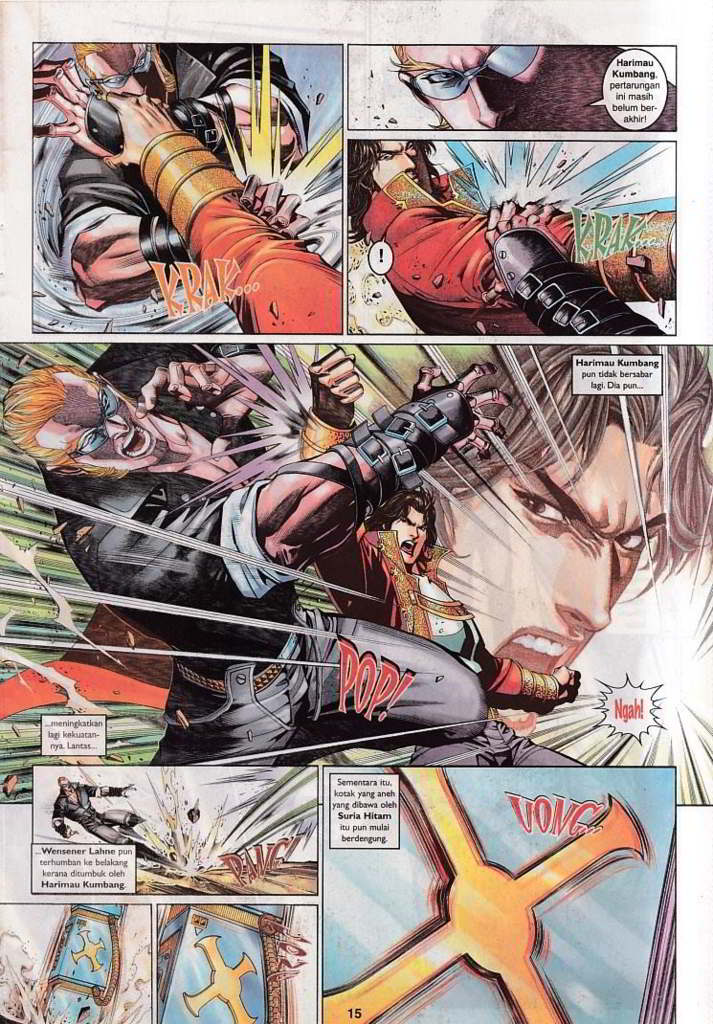 KRAK...
Harimau
Kumbang,
pertarungan
ini masih
belum ber-
akhir!
!
KRAK...
Harimau Kumbang
pun tidak bersabar
lagi. Dia pun...
POP!
Ngah!
...meningkatkan
lagi kekuatan-
nya. Lantas...
...Wensener Lahne pun
terhumban ke belakang
kerana ditumbuk oleh
Harimau Kumbang.
PANG!
Sementara itu,
kotak yang aneh
yang dibawa oleh
Suria Hitam
itu pun mulai
berdengung.
UONG...
15